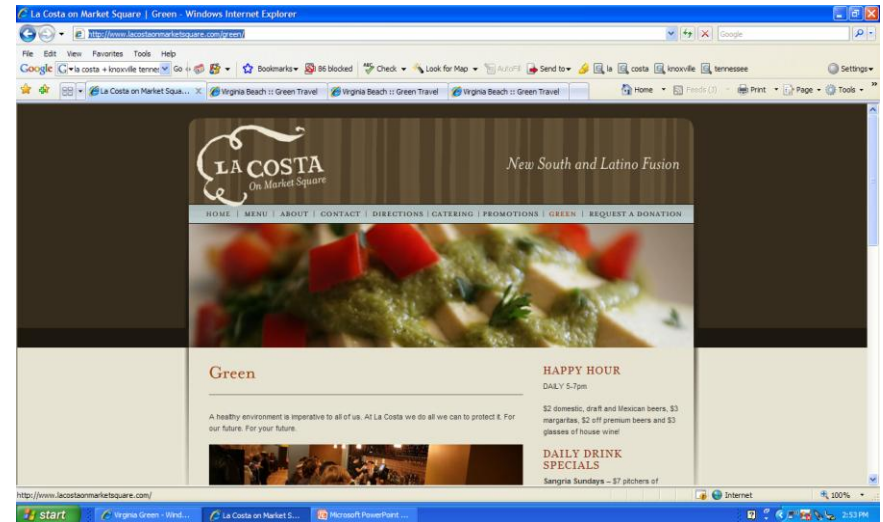 La Costa on Market Square | Green - Windows Internet Explorer
http://www.lacostaonmarketsquare.com/green/
Google
File Edit View Favorites Tools Help
Google la costa + knoxville tennes Go Bookmarks 86 blocked Check Look for Map AutoFill Send to la costa knoxville tennessee Settings
La Costa on Market Squa... Virginia Beach :: Green Travel Virginia Beach :: Green Travel Virginia Beach :: Green Travel Home Feeds Print Page Tools
LA COSTA
On Market Square
New South and Latino Fusion
HOME | MENU | ABOUT | CONTACT | DIRECTIONS | CATERING | PROMOTIONS | GREEN | REQUEST A DONATION
Green
A healthy environment is imperative to all of us. At La Costa we do all we can to protect it. For
our future. For your future.
HAPPY HOUR
DAILY 5-7pm
$2 domestic, draft and Mexican beers, $3
margaritas, $2 off premium beers and $3
glasses of house wine!
DAILY DRINK
SPECIALS
Sangria Sundays – $7 pitchers of
http://www.lacostaonmarketsquare.com/
Internet
100%
start Virginia Green - Wind... La Costa on Market S... Microsoft PowerPoint ... 2:53 PM